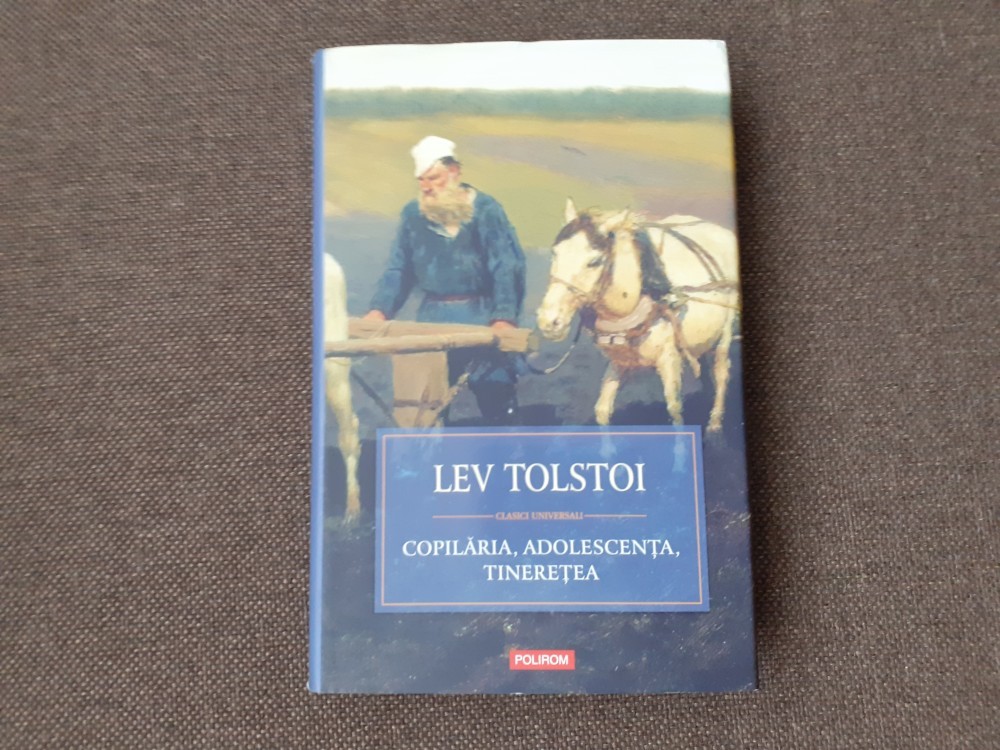 LEV TOLSTOI
CLASICI UNIVERSALI
COPILĂRIA, ADOLESCENȚA,
TINEREȚEA
POLIROM